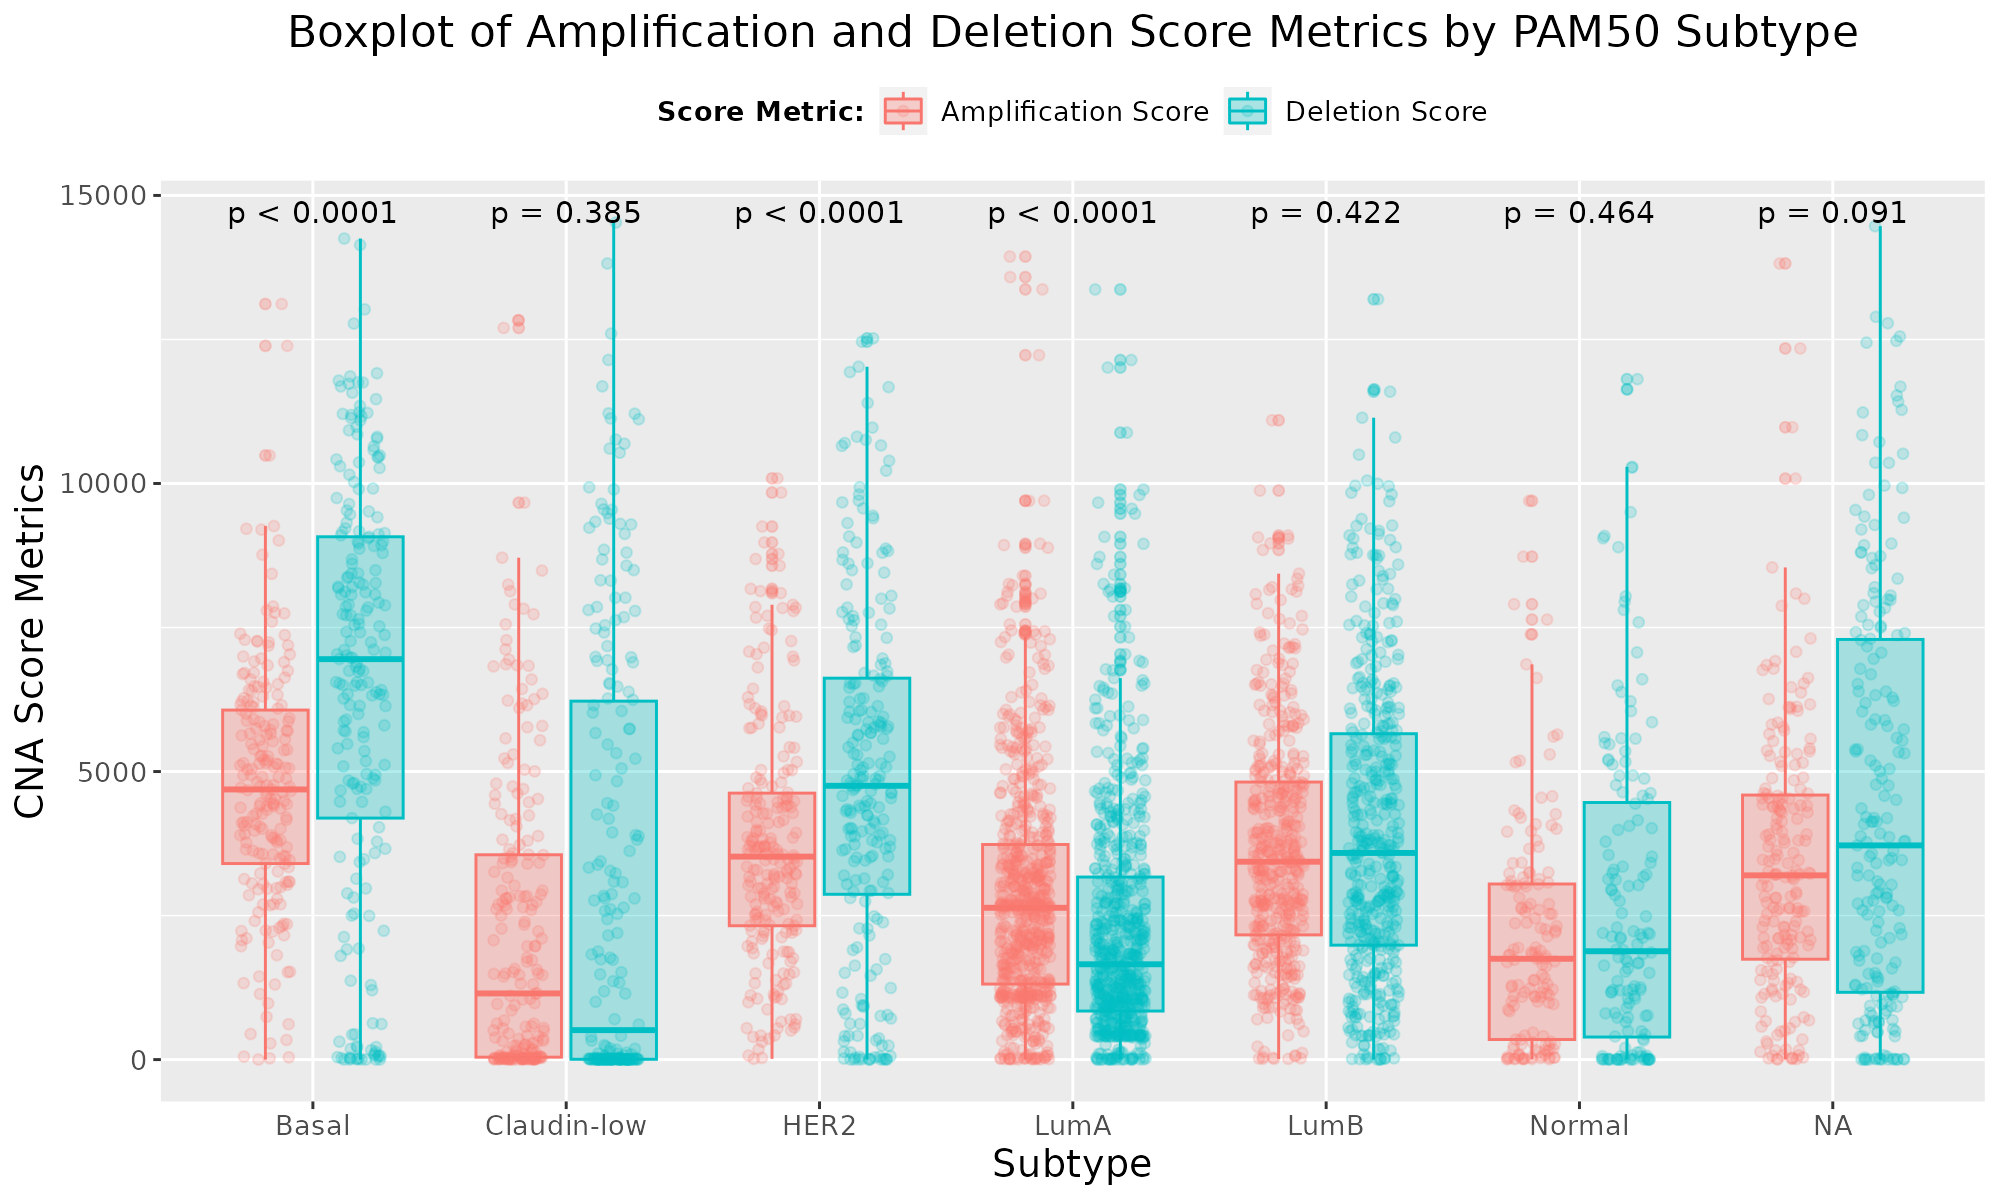 Boxplot of Amplification and Deletion Score Metrics by PAM50 Subtype
Score Metric: Amplification Score Deletion Score
15000
10000
5000
0
CNA Score Metrics
p < 0.0001 p = 0.385 p < 0.0001 p < 0.0001 p = 0.422 p = 0.464 p = 0.091
Basal Claudin-low HER2 LumA LumB Normal NA
Subtype